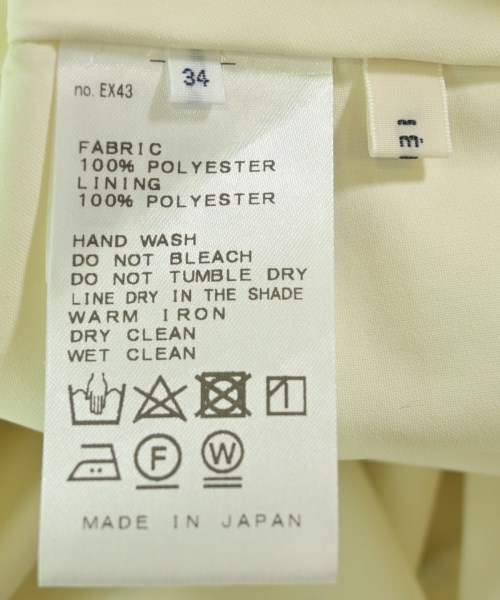 34
no. EX43
FABRIC
100% POLYESTER
LINING
100% POLYESTER
HAND WASH
DO NOT BLEACH
DO NOT TUMBLE DRY
LINE DRY IN THE SHADE
WARM IRON
DRY CLEAN
WET CLEAN
F W
MADE IN JAPAN